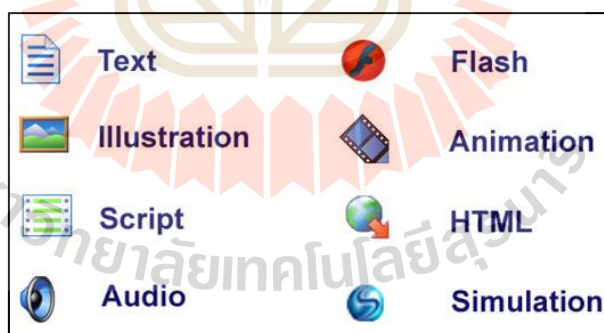 Text
Flash
Illustration
Animation
Script
HTML
Audio
Simulation